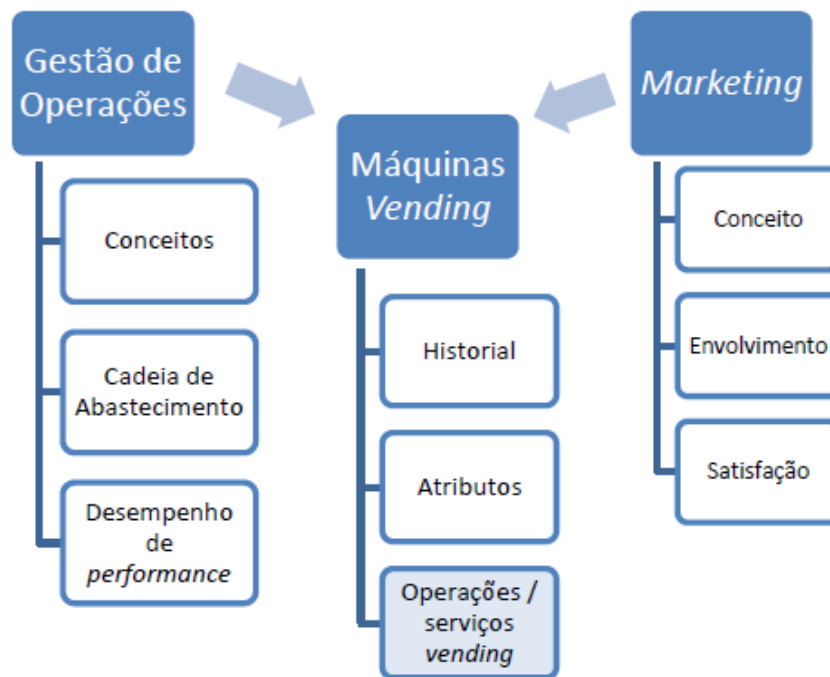 Gestão de
Operações
Conceitos
Cadeia de
Abastecimento
Desempenho
de
performance
Máquinas
Vending
Historial
Atributos
Operações /
serviços
vending
Marketing
Conceito
Envolvimento
Satisfação